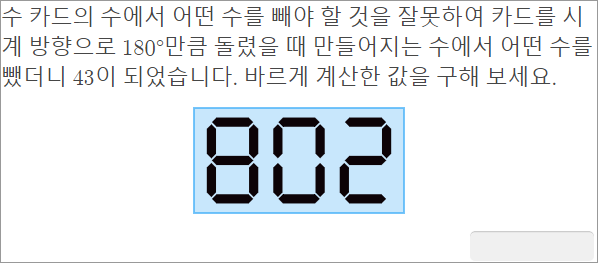 수 카드의 수에서 어떤 수를 빼야 할 것을 잘못하여 카드를 시
계 방향으로 180°만큼 돌렸을 때 만들어지는 수에서 어떤 수를
뺐더니 43이 되었습니다. 바르게 계산한 값을 구해 보세요.
802